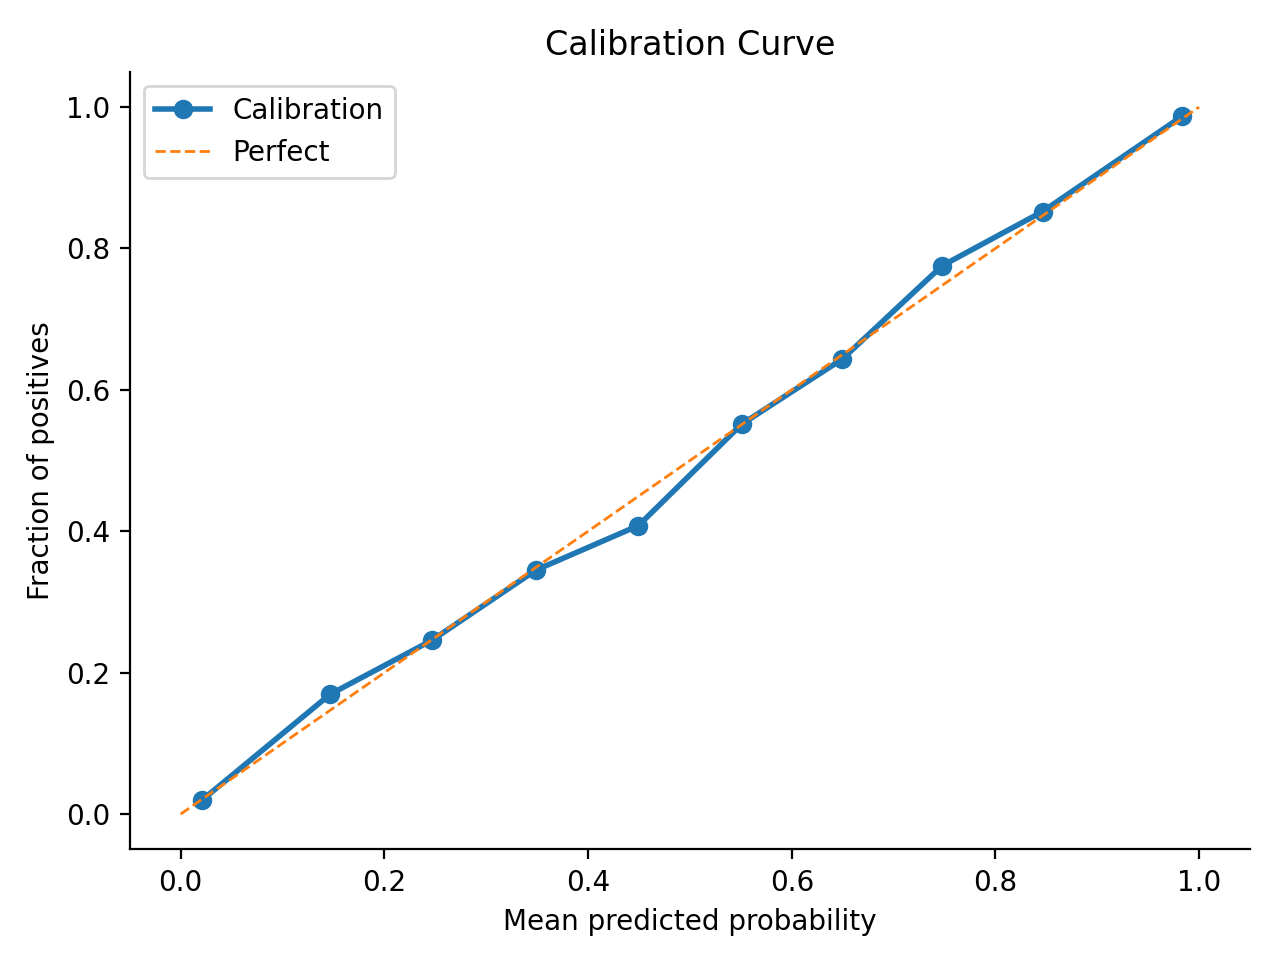 Calibration Curve
Calibration
Perfect
1.0
0.8
0.6
0.4
0.2
0.0
Fraction of positives
0.0 0.2 0.4 0.6 0.8 1.0
Mean predicted probability